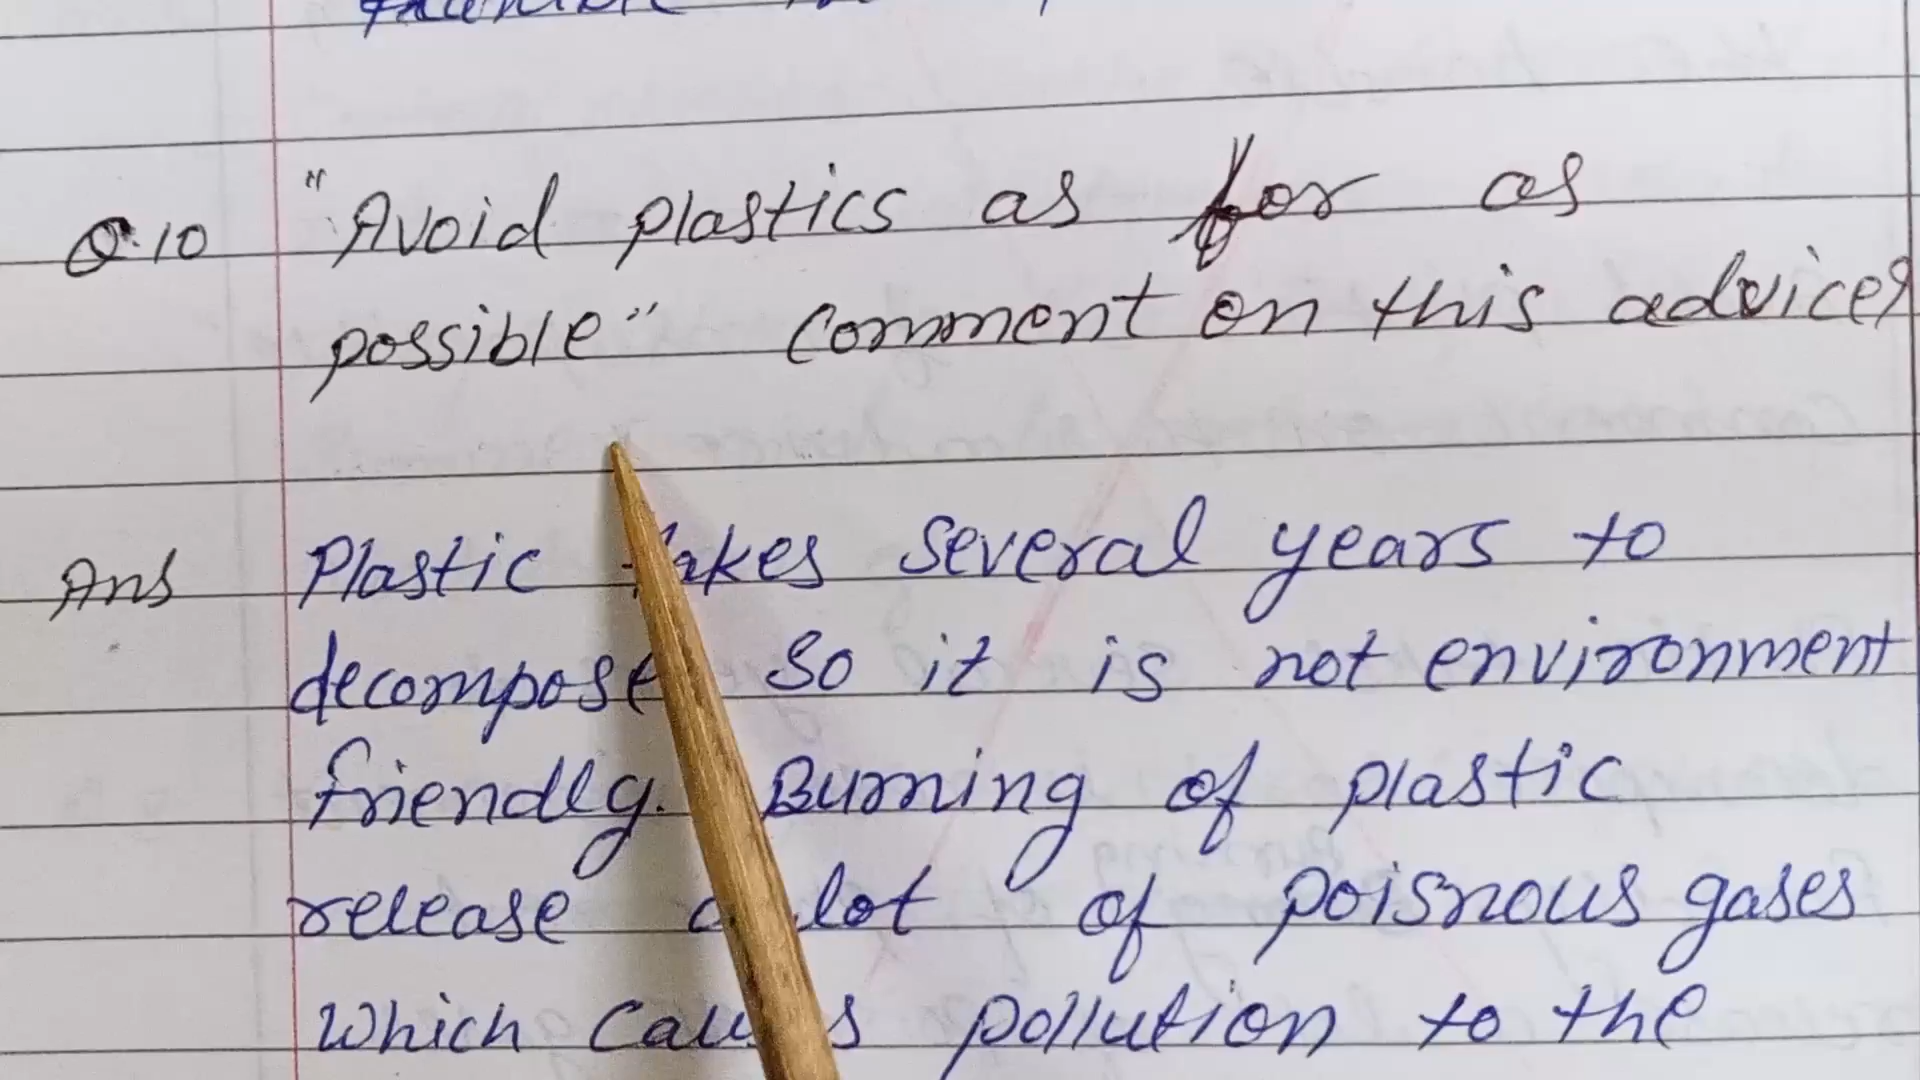 Q.10 "Avoid plastics as for as
possible" comment on this advice?
Ans Plastic takes several years to
decompose so it is not environment
friendly. Burning of plastic
release a lot of poisnous gases
which causes pollution to the